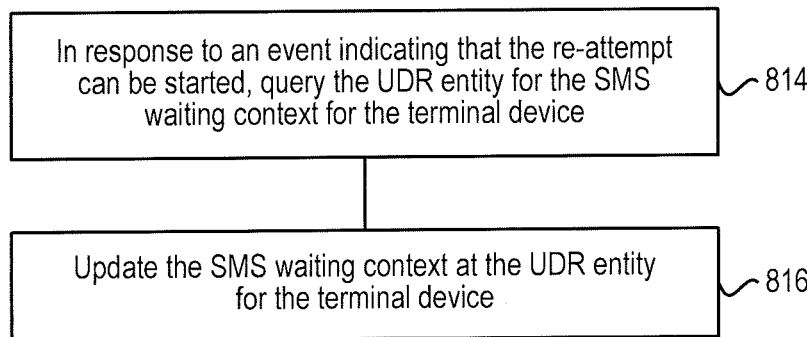 In response to an event indicating that the re-attempt
can be started, query the UDR entity for the SMS
waiting context for the terminal device
814
Update the SMS waiting context at the UDR entity
for the terminal device
816